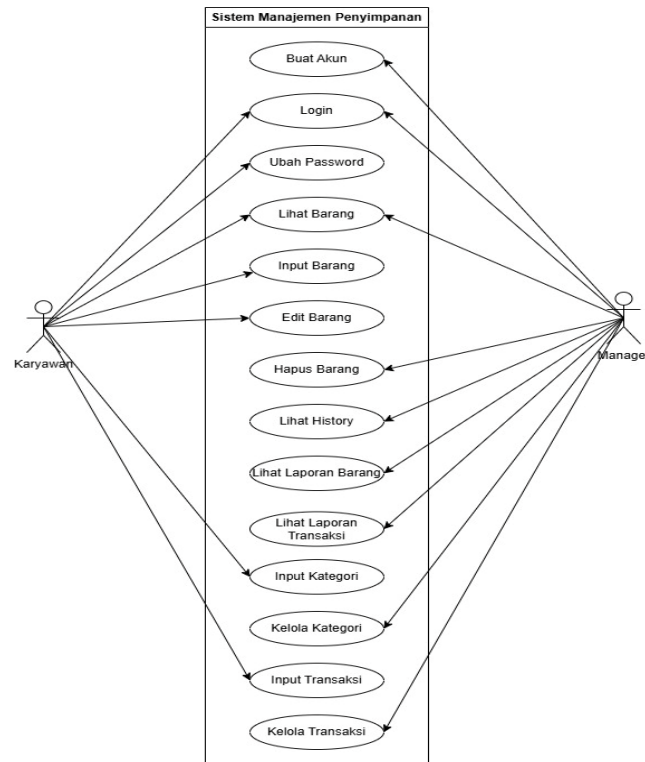 Sistem Manajemen Penyimpanan
Buat Akun
Login
Ubah Password
Lihat Barang
Input Barang
Edit Barang
Karyawan
Manage
Hapus Barang
Lihat History
Lihat Laporan Barang
Lihat Laporan
Transaksi
Input Kategori
Kelola Kategori
Input Transaksi
Kelola Transaksi